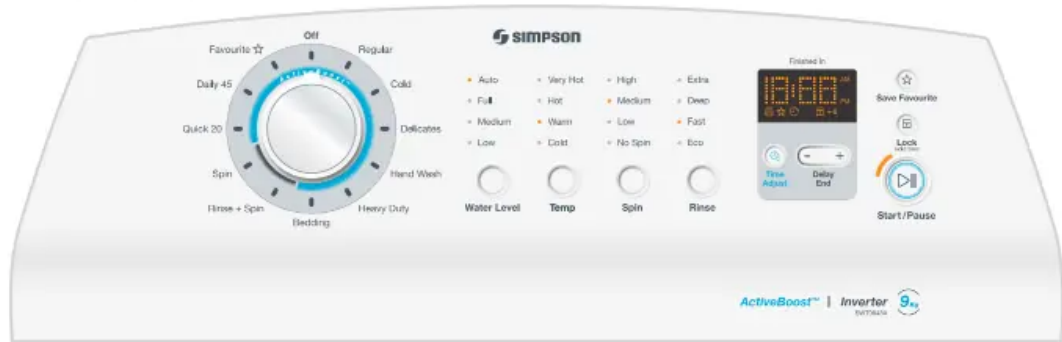 SIMPSON
Off
Favourite
Regular
Daily 45
Cold
Quick 20
Delicates
Spin
Hand Wash
Rinse + Spin
Heavy Duty
Bedding
Auto
Full
Medium
Low
Water Level
Very Hot
Hot
Warm
Cold
Temp
High
Medium
Low
No Spin
Spin
Extra
Deep
Fast
Eco
Rinse
Finished In
18:88
AM
PM
Time
Adjust
- +
Delay
End
Save Favourite
Lock
Start/Pause
ActiveBoost™ | Inverter 9Kg